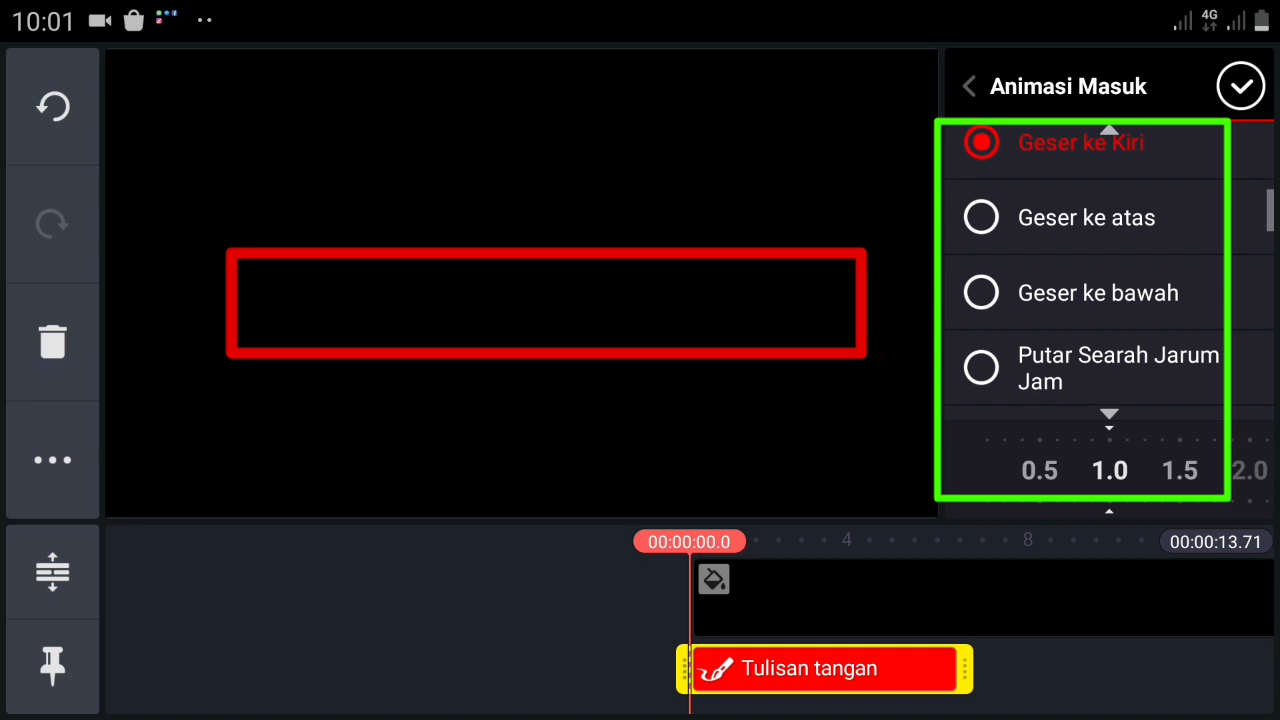 10:01
4G
Animasi Masuk
Geser ke Kiri
Geser ke atas
Geser ke bawah
Putar Searah Jarum
Jam
0.5 1.0 1.5 2.0
00:00:00.0 4 8 00:00:13.71
Tulisan tangan